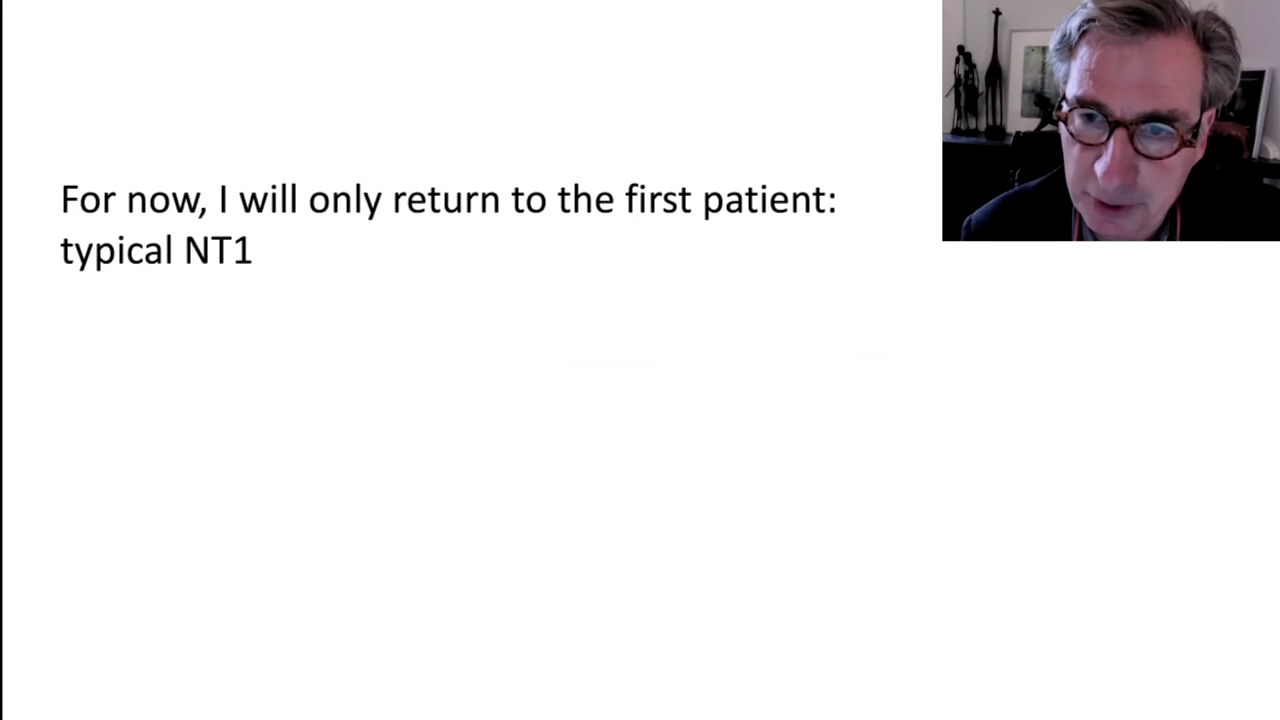 For now, I will only return to the first patient:
typical NT1